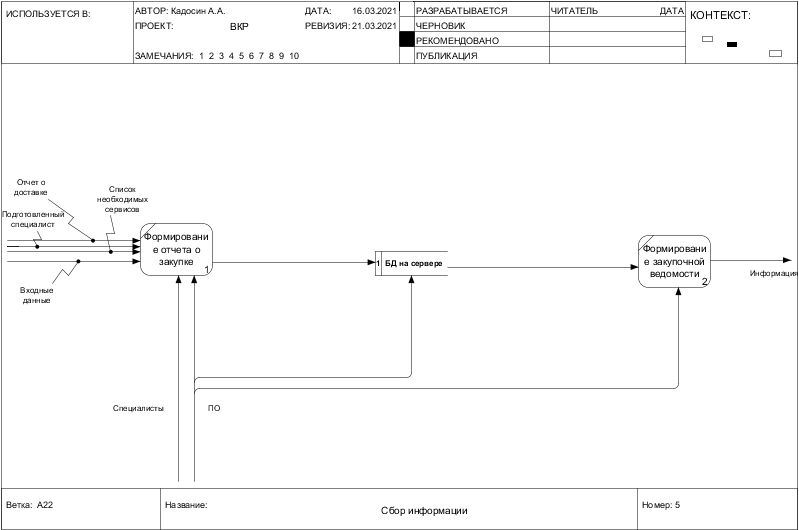 ИСПОЛЬЗУЕТСЯ В:
АВТОР: Кадосин А.А.
ДАТА: 16.03.2021
РАЗРАБАТЫВАЕТСЯ
ЧИТАТЕЛЬ
ДАТА
КОНТЕКСТ:
ПРОЕКТ: ВКР
РЕВИЗИЯ: 21.03.2021
ЧЕРНОВИК
РЕКОМЕНДОВАНО
ЗАМЕЧАНИЯ: 1 2 3 4 5 6 7 8 9 10
ПУБЛИКАЦИЯ
Отчет о
доставке
Список
необходимых
сервисов
Подготовленный
специалист
Входные
данные
Формировани
е отчета о
закупке
1
1 БД на сервере
Формировани
е закупочной
ведомости
2
Информация
Специалисты
ПО
Ветка: A22
Название:
Сбор информации
Номер: 5